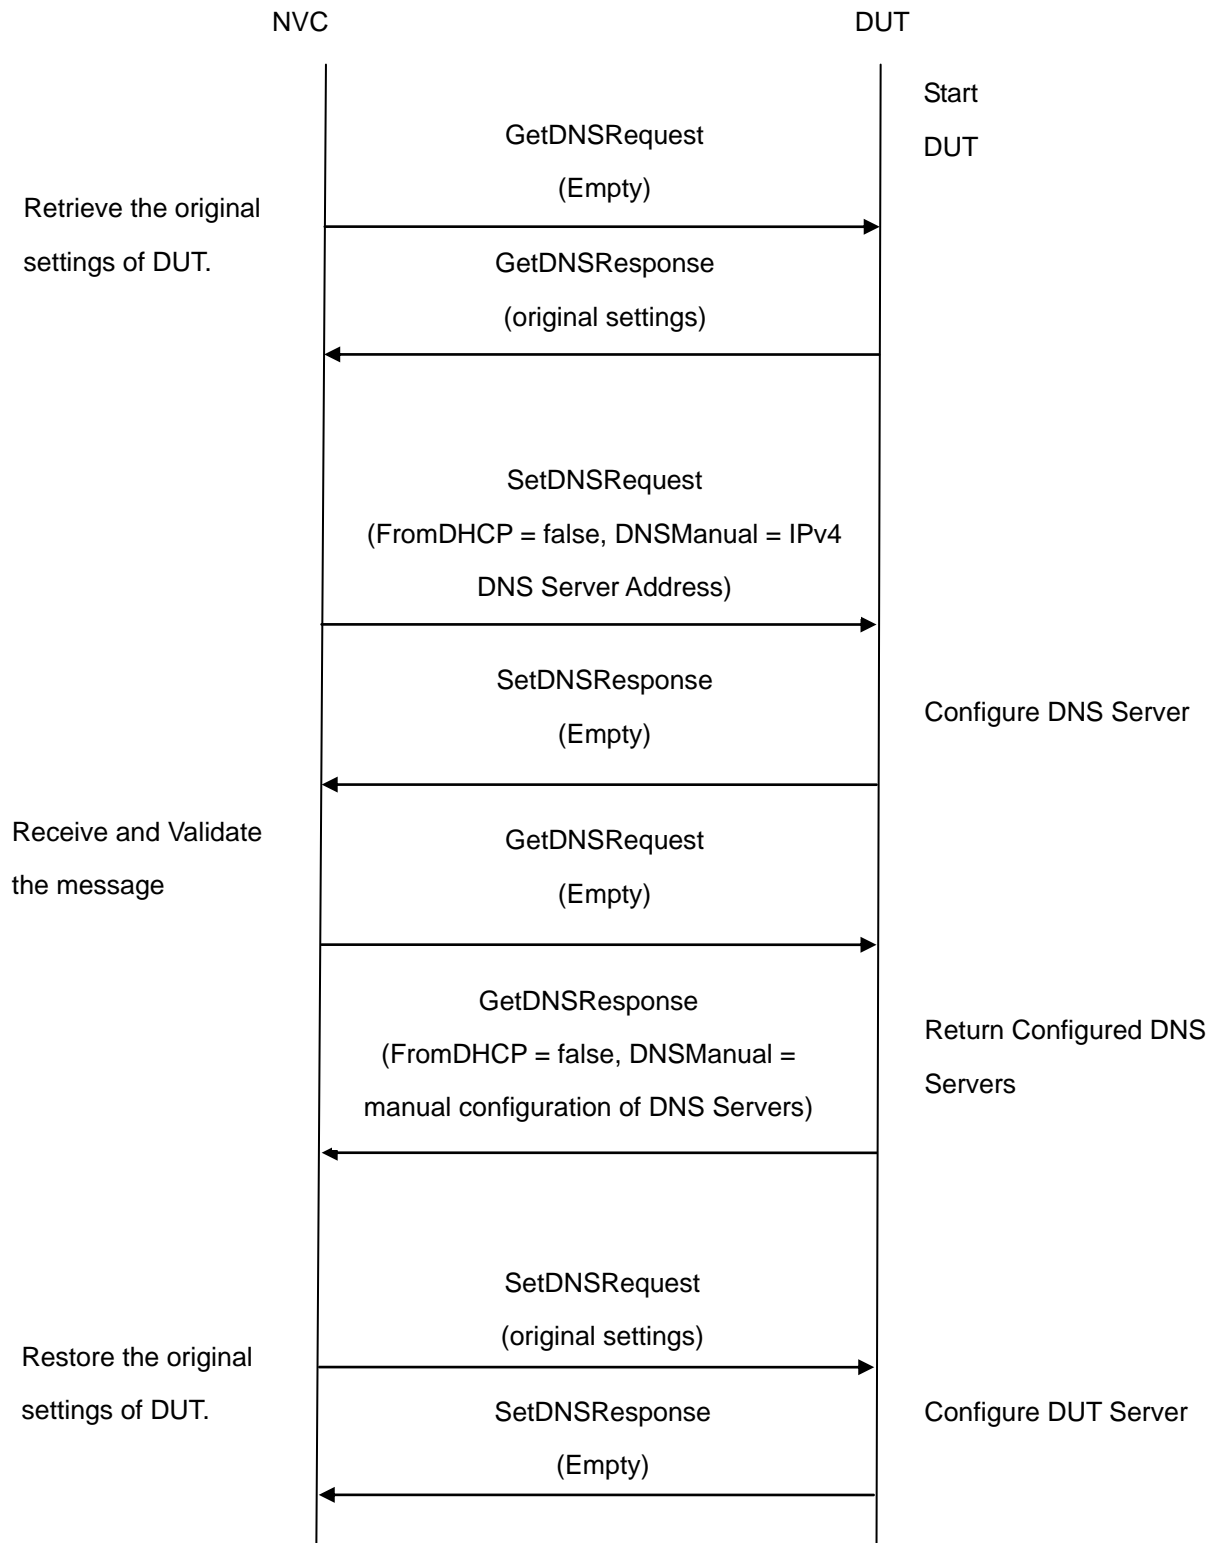 NVC
DUT
Start
DUT
GetDNSRequest
(Empty)
Retrieve the original
settings of DUT.
GetDNSResponse
(original settings)
SetDNSRequest
(FromDHCP = false, DNSManual = IPv4
DNS Server Address)
SetDNSResponse
(Empty)
Configure DNS Server
Receive and Validate
the message
GetDNSRequest
(Empty)
GetDNSResponse
(FromDHCP = false, DNSManual =
manual configuration of DNS Servers)
Return Configured DNS
Servers
SetDNSRequest
(original settings)
Restore the original
settings of DUT.
SetDNSResponse
(Empty)
Configure DUT Server